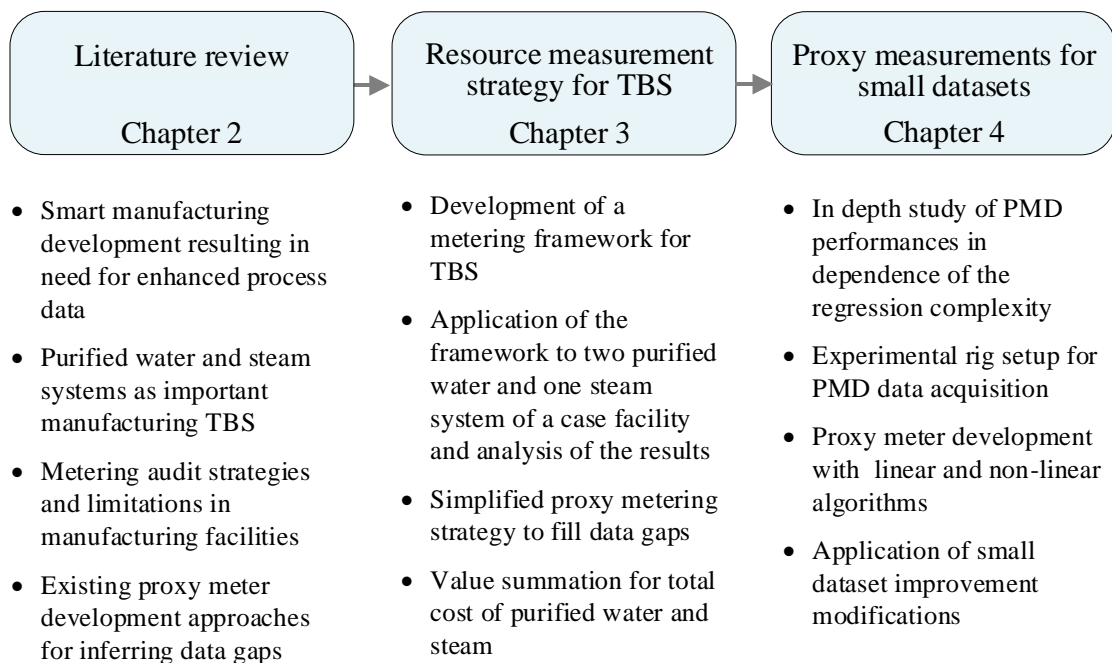 Literature review
Chapter 2
Resource measurement
strategy for TBS
Chapter 3
Proxy measurements for
small datasets
Chapter 4
• Smart manufacturing
development resulting in
need for enhanced process
data
• Purified water and steam
systems as important
manufacturing TBS
• Metering audit strategies
and limitations in
manufacturing facilities
• Existing proxy meter
development approaches
for inferring data gaps
• Development of a
metering framework for
TBS
• Application of the
framework to two purified
water and one steam
system of a case facility
and analysis of the results
• Simplified proxy metering
strategy to fill data gaps
• Value summation for total
cost of purified water and
steam
• In depth study of PMD
performances in
dependence of the
regression complexity
• Experimental rig setup for
PMD data acquisition
• Proxy meter development
with linear and non-linear
algorithms
• Application of small
dataset improvement
modifications